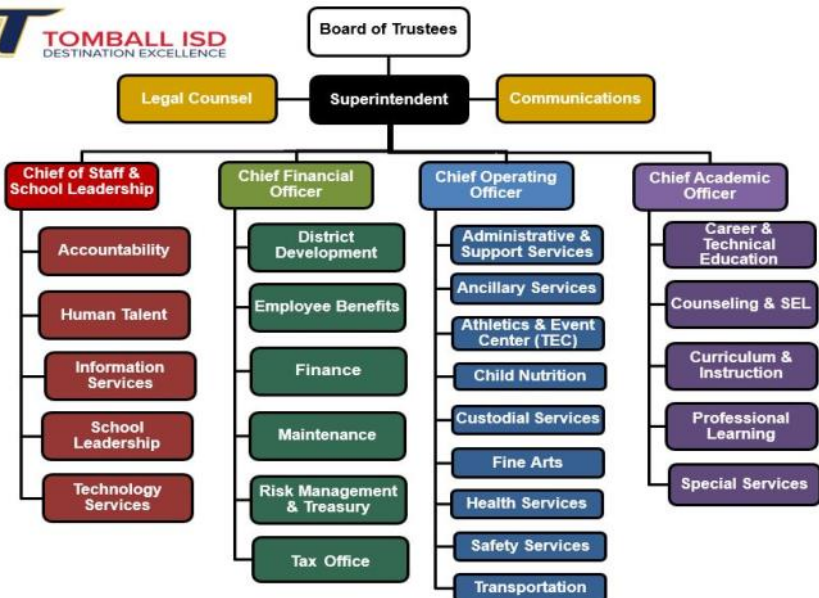 TOMBALL ISD
DESTINATION EXCELLENCE
Board of Trustees
Legal Counsel
Superintendent
Communications
Chief of Staff &
School Leadership
Accountability
Human Talent
Information
Services
School
Leadership
Technology
Services
Chief Financial
Officer
District
Development
Employee Benefits
Finance
Maintenance
Risk Management
& Treasury
Tax Office
Chief Operating
Officer
Administrative &
Support Services
Ancillary Services
Athletics & Event
Center (TEC)
Child Nutrition
Custodial Services
Fine Arts
Health Services
Safety Services
Transportation
Chief Academic
Officer
Career &
Technical
Education
Counseling & SEL
Curriculum &
Instruction
Professional
Learning
Special Services